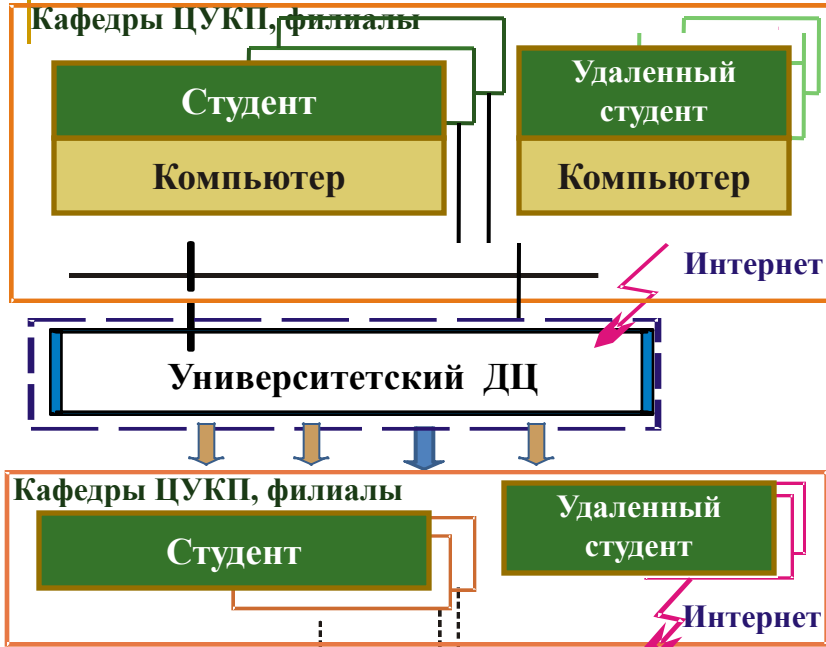 Кафедры ЦУКП, филиалы
Студент
Компьютер
Удаленный
студент
Компьютер
Интернет
Университетский ДЦ
Кафедры ЦУКП, филиалы
Студент
Удаленный
студент
Интернет